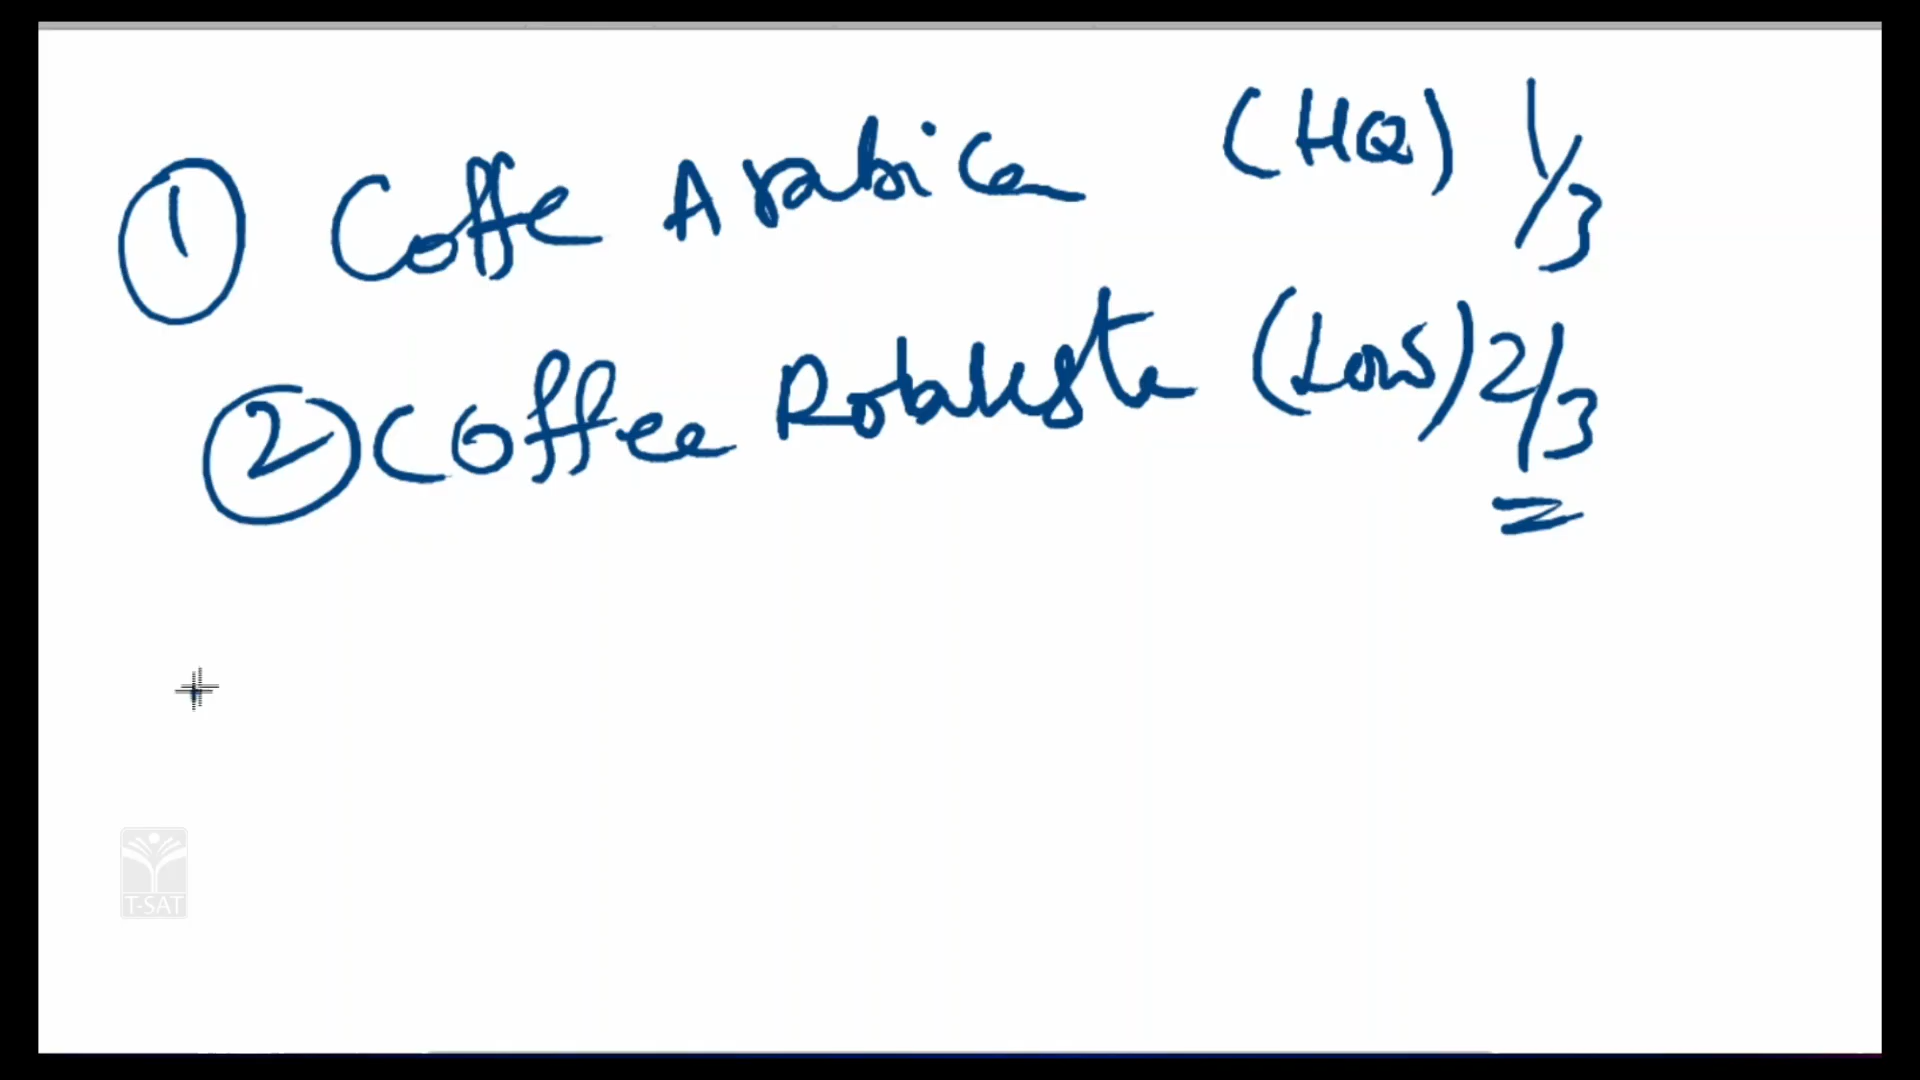 ① Coffe Arabica (HQ) 1/3
② Coffee Robusta (Low) 2/3
T-SAT